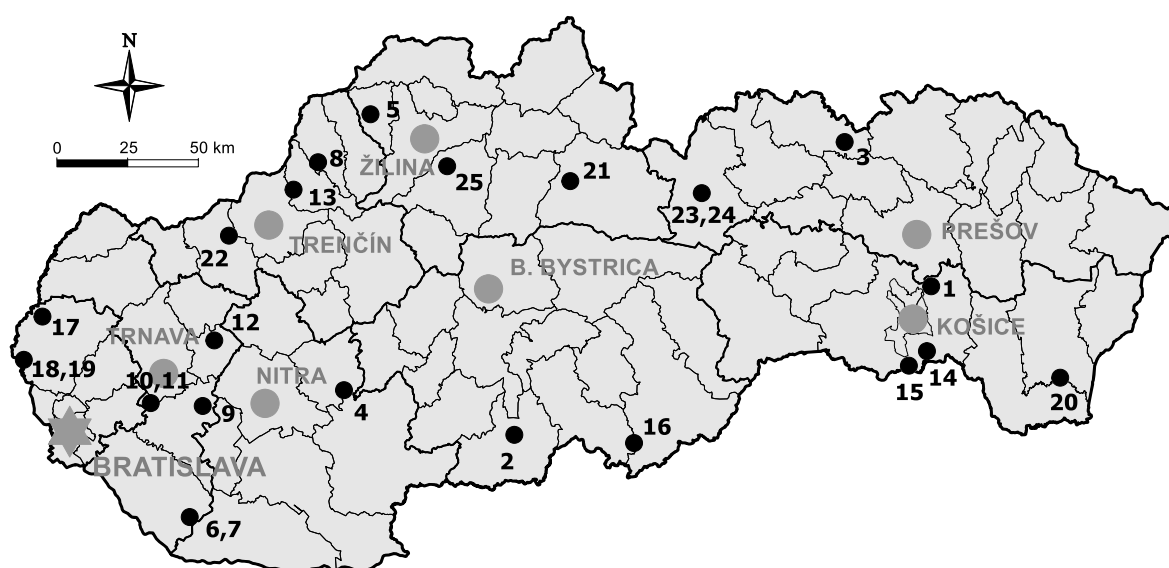 N
0 25 50 km
5
8
ŽILINA
25
21
3
13
23,24
TRENČÍN
PREŠOV
22
B. BYSTRICA
1
17
12
TRNAVA
KOŠICE
18,19
10,11
NITRA
14
15
9
4
20
16
2
BRATISLAVA
6,7